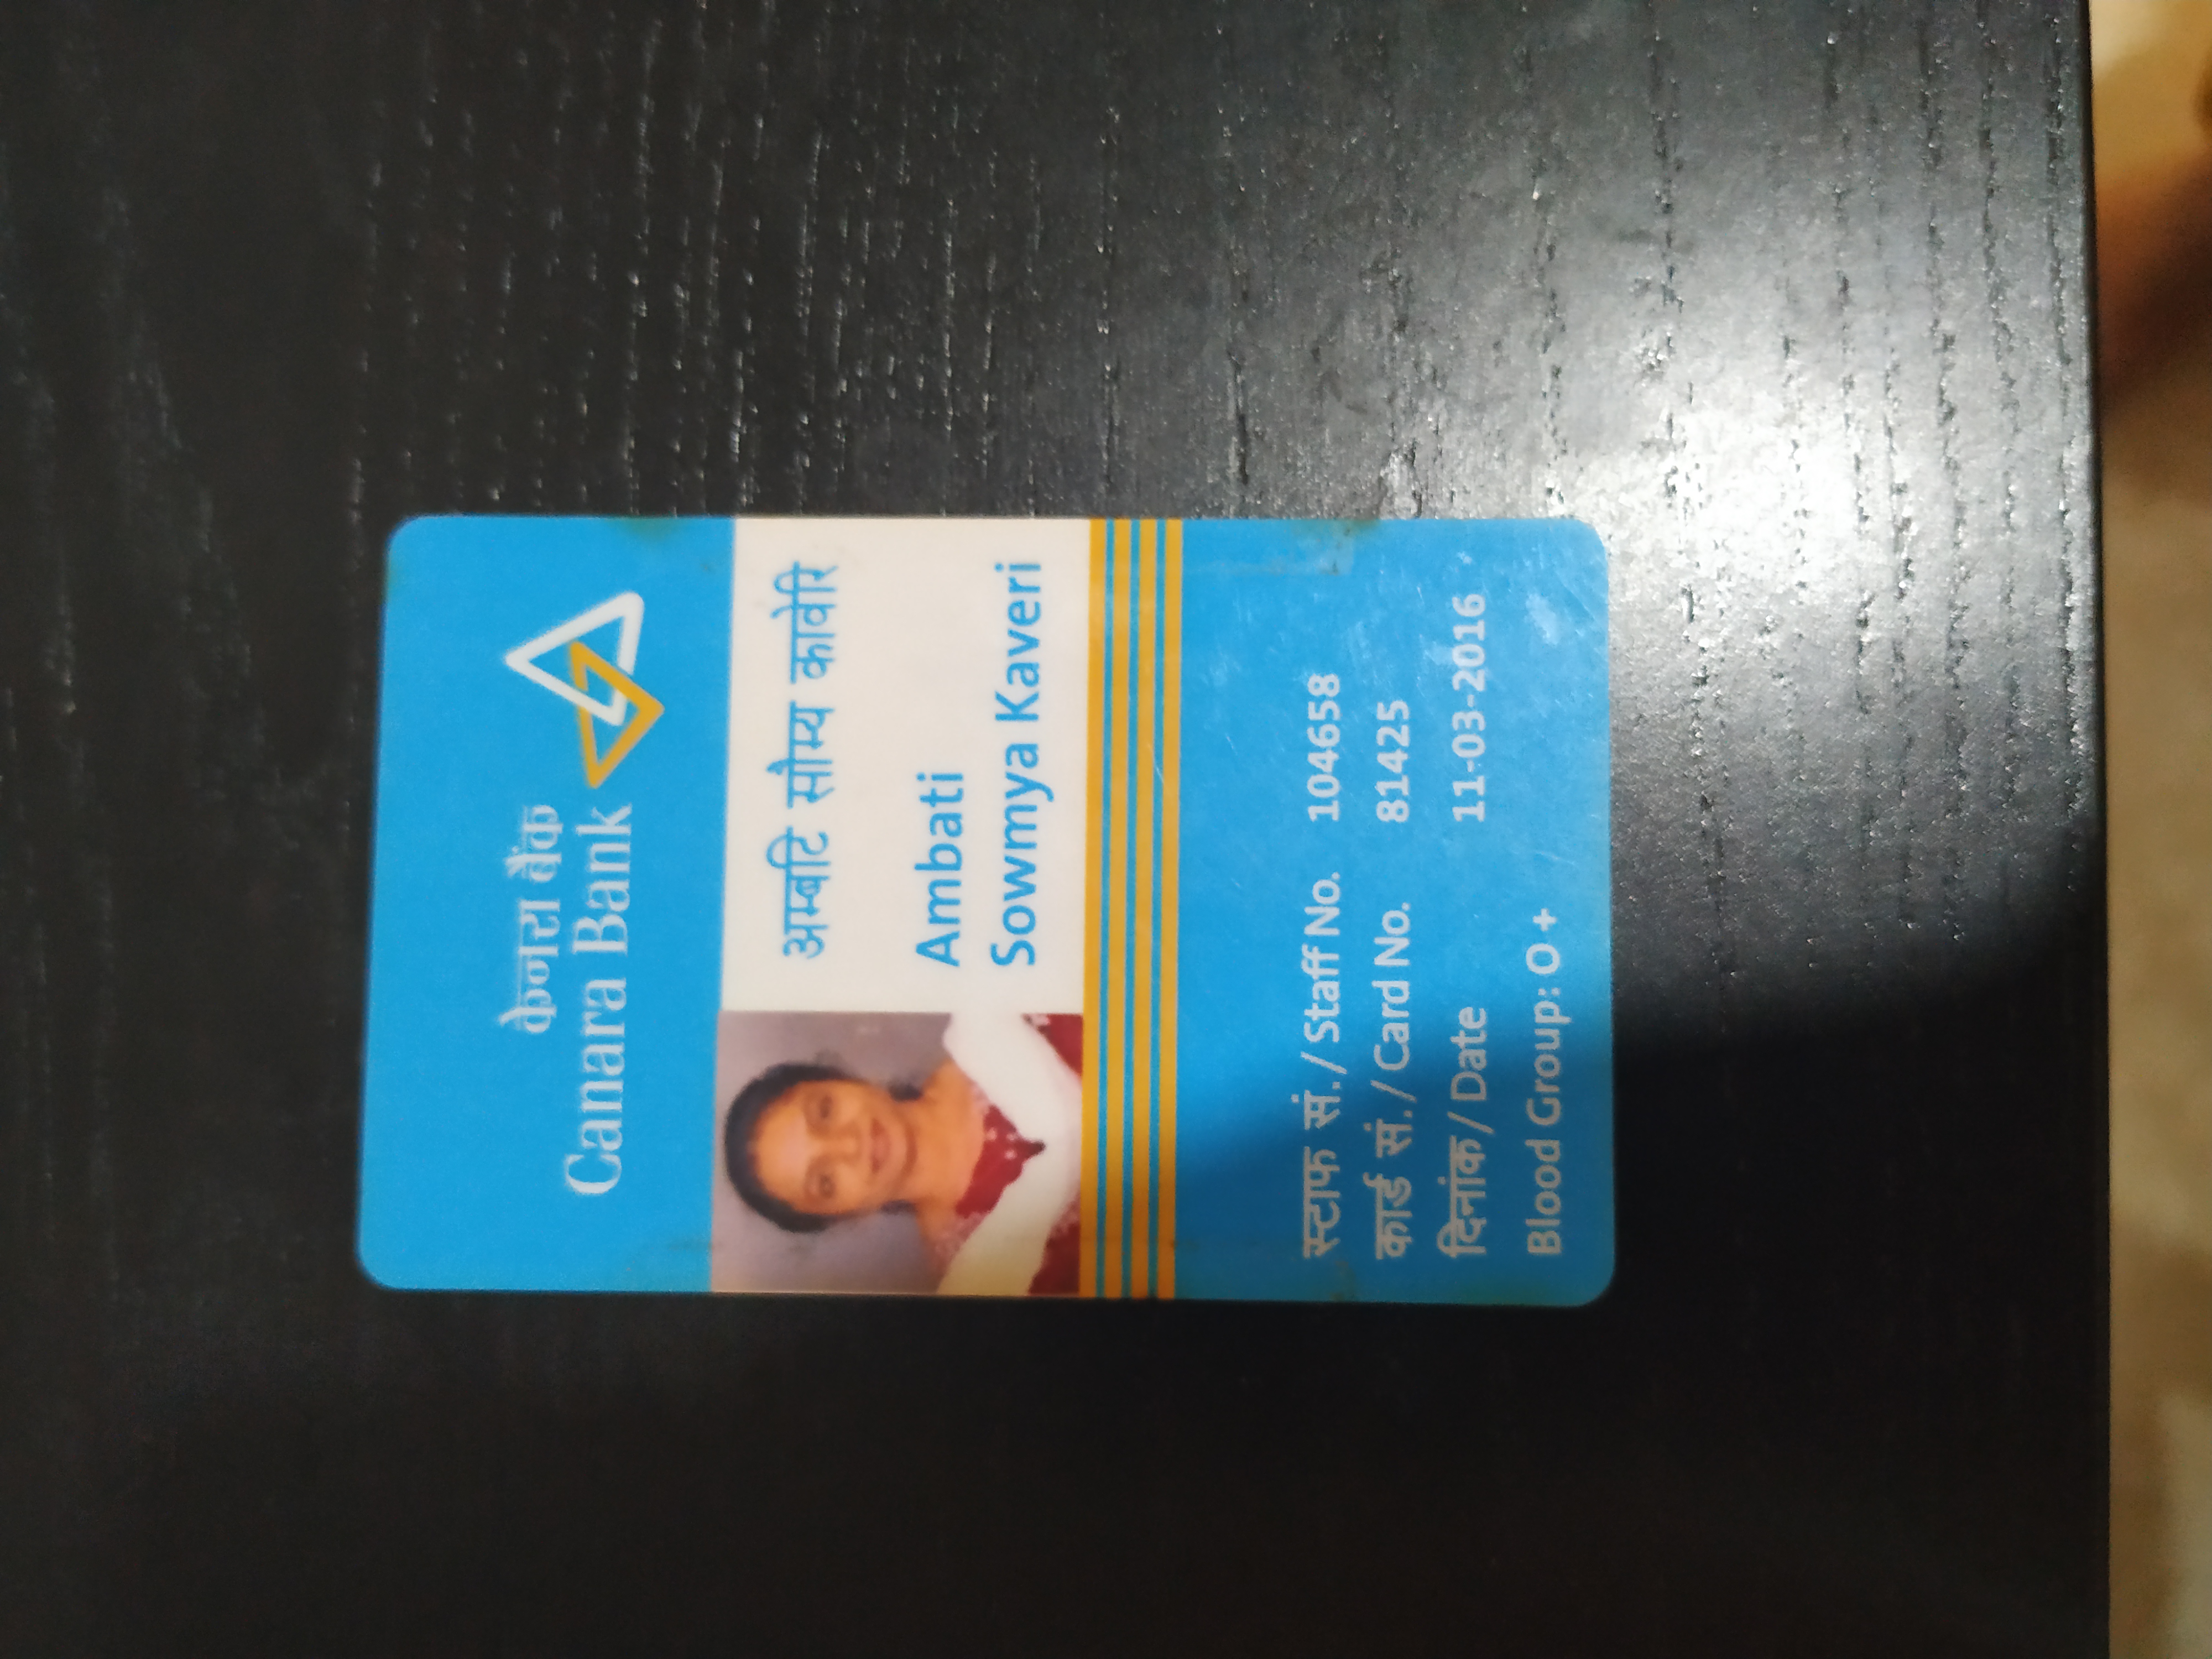 केनरा बैंक
Canara Bank
अम्बटि सौम्य कावेरि
Ambati
Sowmya Kaveri
स्टाफ सं./ Staff No. 104658
कार्ड सं./ Card No. 81425
दिनांक/ Date 11-03-2016
Blood Group: O +